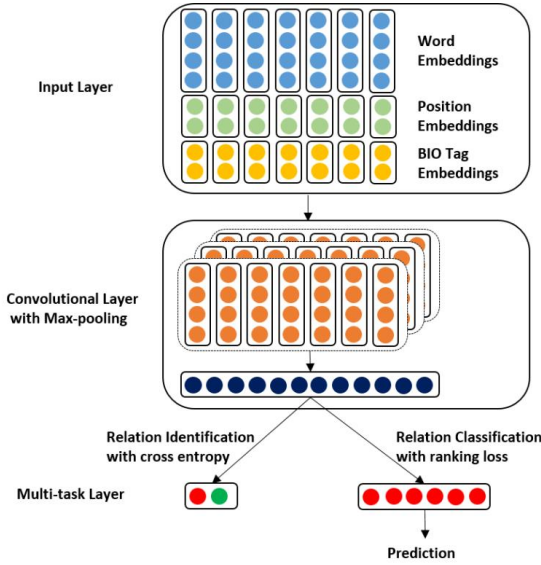 Input Layer
Word
Embeddings
Position
Embeddings
BIO Tag
Embeddings
Convolutional Layer
with Max-pooling
Relation Identification
with cross entropy
Relation Classification
with ranking loss
Multi-task Layer
Prediction